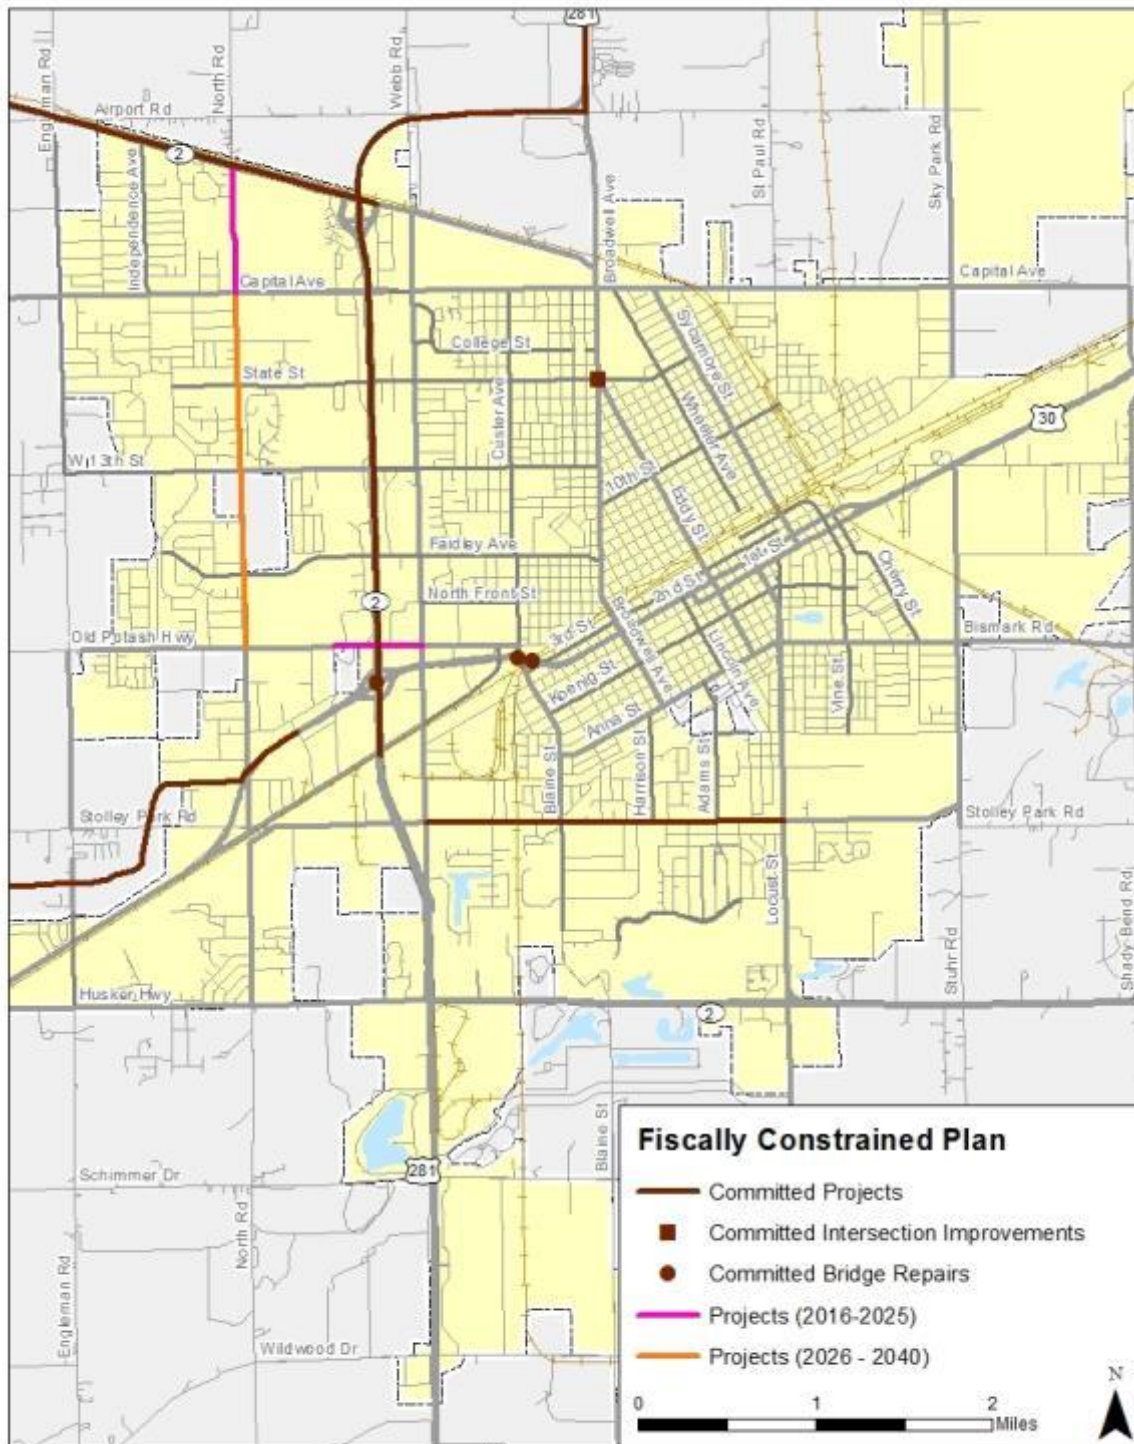 281
Engleman Rd
North Rd
Webb Rd
Airport Rd
2
Independence Ave
Broadwell Ave
St Paul Rd
Sky Park Rd
Capital Ave
Capital Ave
College St
Sycamore St
State St
Custer Ave
Wheeler Ave
30
W 13th St
10th St
Eddy St
Faidley Ave
1st St
Cherry St
2
North Front St
2nd St
Old Potash Hwy
3rd St
Broadwell Ave
Bismark Rd
Koenig St
Lincoln Ave
Vine St
Anna St
Blaine St
Harrison St
Adams St
Stolley Park Rd
Stolley Park Rd
Locust St
Stuhr Rd
Shady Bend Rd
Husker Hwy
2
Blaine St
281
Schimmer Dr
North Rd
Engleman Rd
Wildwood Dr
Fiscally Constrained Plan
Committed Projects
Committed Intersection Improvements
Committed Bridge Repairs
Projects (2016-2025)
Projects (2026 - 2040)
0 1 2
Miles
N